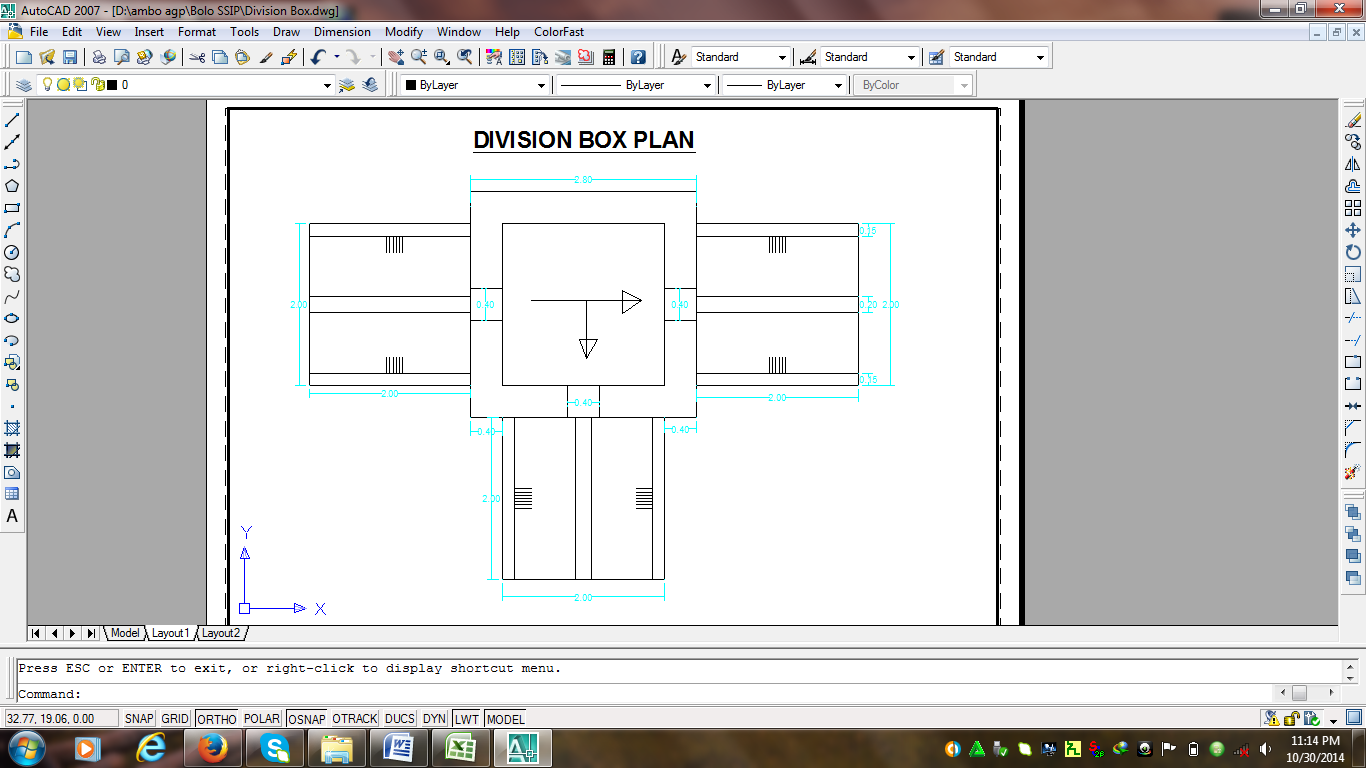 AutoCAD 2007 - [D:\ambo agp\Bolo SSIP\Division Box.dwg]
File Edit View Insert Format Tools Draw Dimension Modify Window Help ColorFast
Standard Standard Standard
0 ByLayer ByLayer ByLayer ByColor
DIVISION BOX PLAN
2.80
0.15
2.00 0.40 0.40 0.20 2.00
0.15
2.00 0.40 2.00
0.40 0.40
2.00
2.00
Y
X
A
Model Layout1 Layout2
Press ESC or ENTER to exit, or right-click to display shortcut menu.
Command:
32.77, 19.06, 0.00 SNAP GRID ORTHO POLAR OSNAP OTRACK DUCS DYN LWT MODEL
11:14 PM
10/30/2014